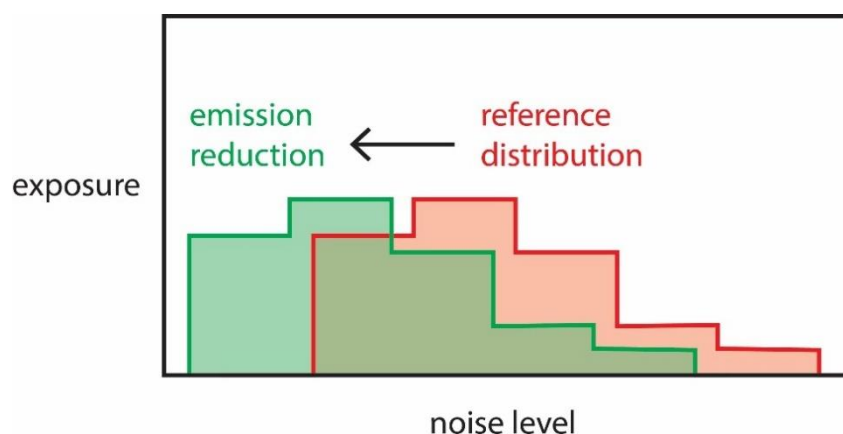 emission
reduction
reference
distribution
exposure
noise level